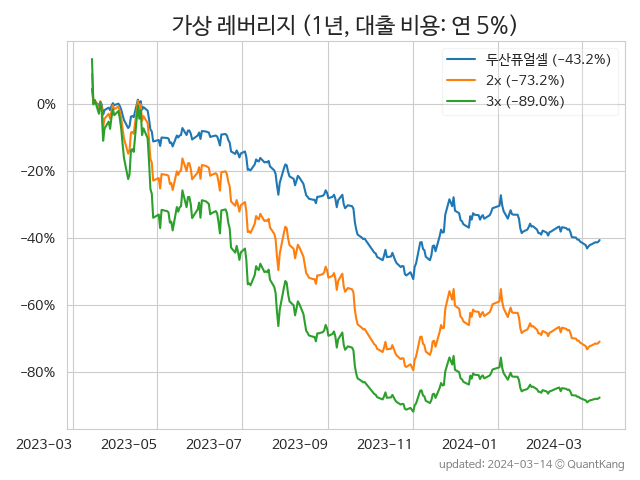 가상 레버리지 (1년, 대출 비용: 연 5%)
두산퓨얼셀 (−43.2%)
2x (−73.2%)
3x (−89.0%)
0%
−20%
−40%
−60%
−80%
2023-03 2023-05 2023-07 2023-09 2023-11 2024-01 2024-03
updated: 2024-03-14 © QuantKang